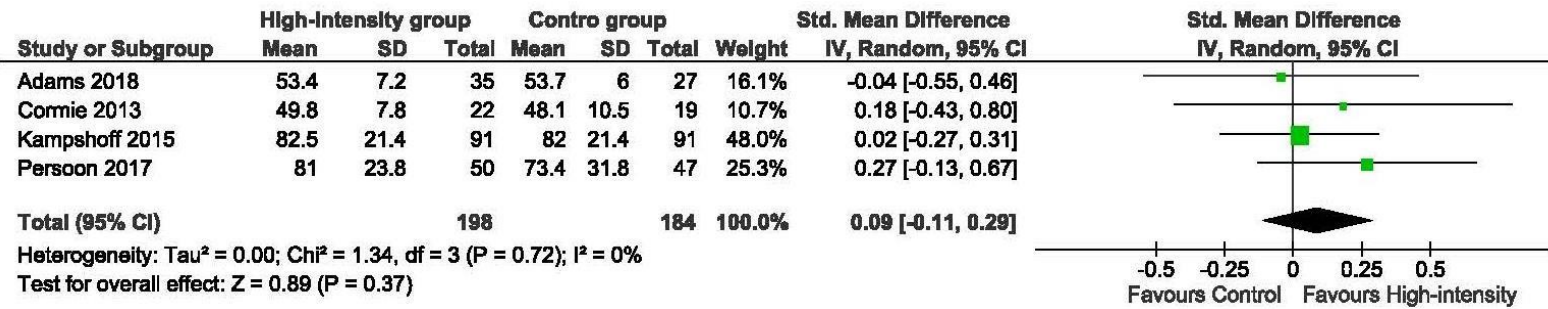 High-intensity group Contro group Std. Mean Difference Std. Mean Difference
Study or Subgroup Mean SD Total Mean SD Total Weight IV, Random, 95% CI IV, Random, 95% CI
Adams 2018 53.4 7.2 35 53.7 6 27 16.1% -0.04 [-0.55, 0.46]
Cormie 2013 49.8 7.8 22 48.1 10.5 19 10.7% 0.18 [-0.43, 0.80]
Kampshoff 2015 82.5 21.4 91 82 21.4 91 48.0% 0.02 [-0.27, 0.31]
Persoon 2017 81 23.8 50 73.4 31.8 47 25.3% 0.27 [-0.13, 0.67]
Total (95% CI) 198 184 100.0% 0.09 [-0.11, 0.29]
Heterogeneity: Tau² = 0.00; Chi² = 1.34, df = 3 (P = 0.72); I² = 0%
Test for overall effect: Z = 0.89 (P = 0.37)
-0.5 -0.25 0 0.25 0.5
Favours Control Favours High-intensity